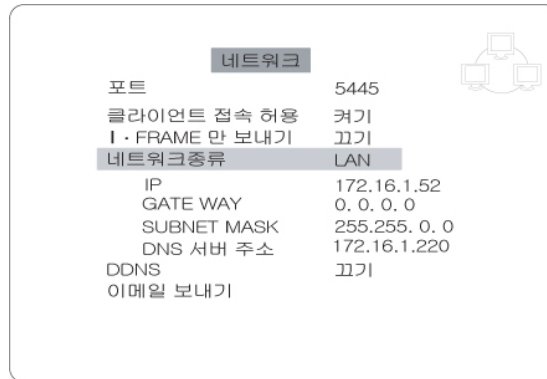 네트워크
포트 5445
클라이언트 접속 허용 켜기
I · FRAME 만 보내기 끄기
네트워크종류 LAN
IP 172.16.1.52
GATE WAY 0. 0. 0. 0
SUBNET MASK 255.255. 0. 0
DNS 서버 주소 172.16.1.220
DDNS 끄기
이메일 보내기